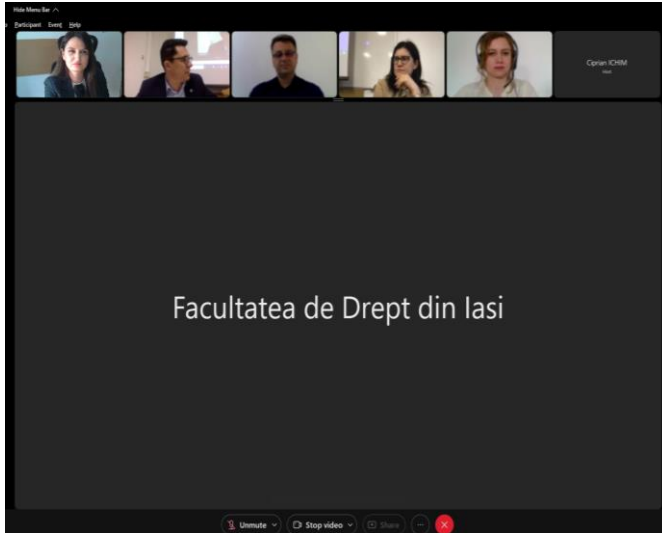 Hide Menu Bar
Participant Event Help
Ciprian ICHIM
Facultatea de Drept din Iasi
Unmute
Stop video
Share